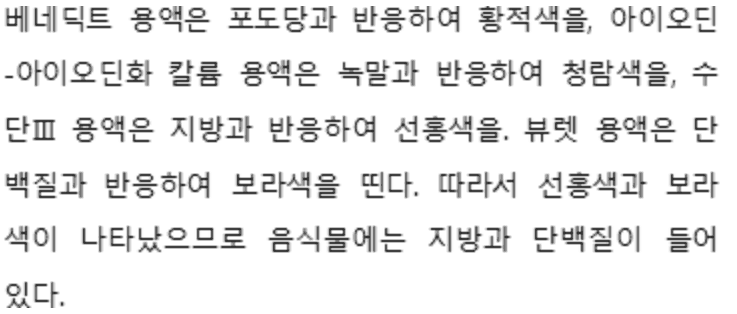 베네딕트 용액은 포도당과 반응하여 황적색을, 아이오딘
-아이오딘화 칼륨 용액은 녹말과 반응하여 청람색을, 수
단Ⅲ 용액은 지방과 반응하여 선홍색을. 뷰렛 용액은 단
백질과 반응하여 보라색을 띤다. 따라서 선홍색과 보라
색이 나타났으므로 음식물에는 지방과 단백질이 들어
있다.